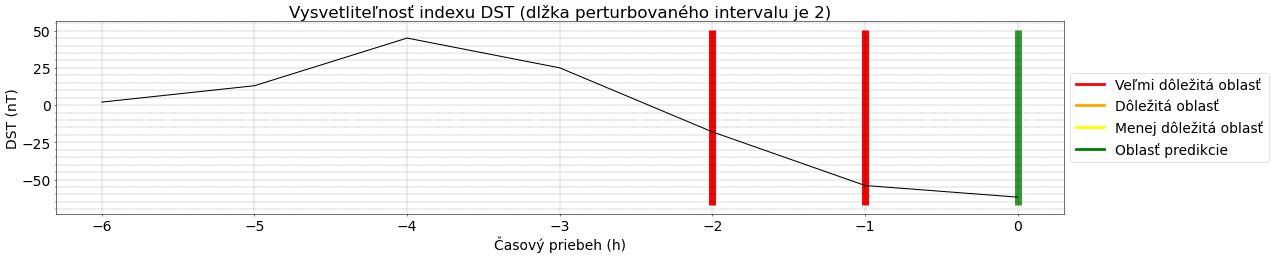 Vysvetliteľnosť indexu DST (dĺžka perturbovaného intervalu je 2)
DST (nT)
50
25
0
−25
−50
−6 −5 −4 −3 −2 −1 0
Časový priebeh (h)
Veľmi dôležitá oblasť
Dôležitá oblasť
Menej dôležitá oblasť
Oblasť predikcie